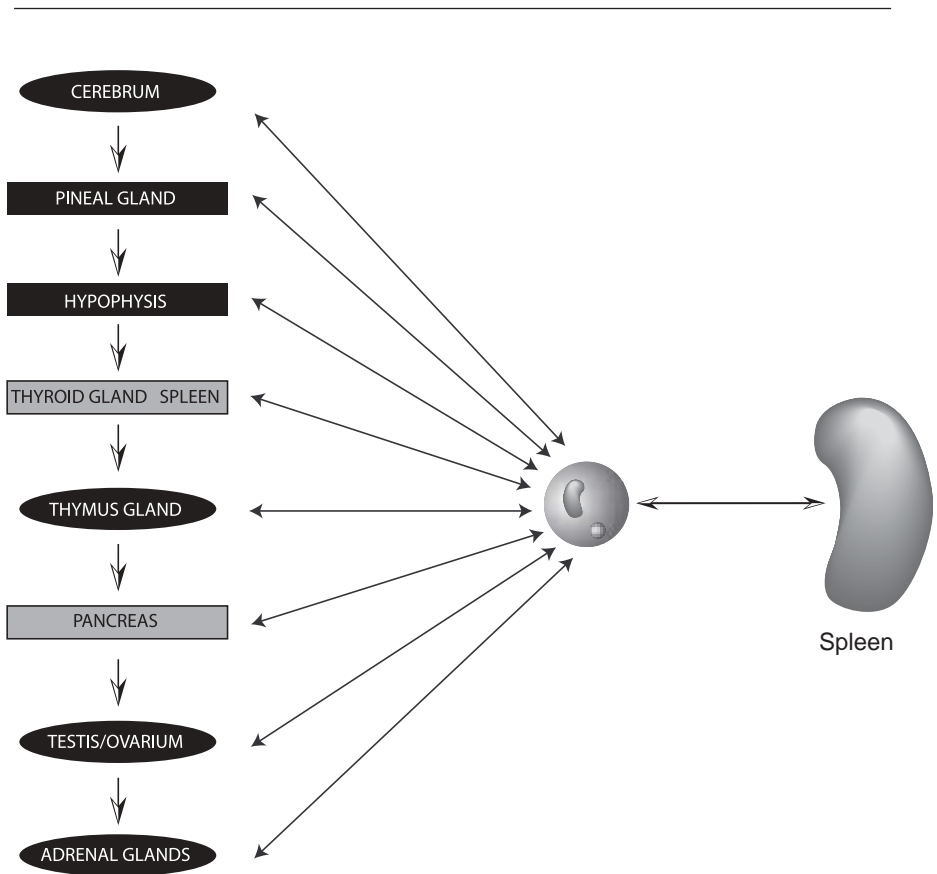 CEREBRUM
PINEAL GLAND
HYPOPHYSIS
THYROID GLAND SPLEEN
THYMUS GLAND
PANCREAS
TESTIS/OVARIUM
ADRENAL GLANDS
Spleen